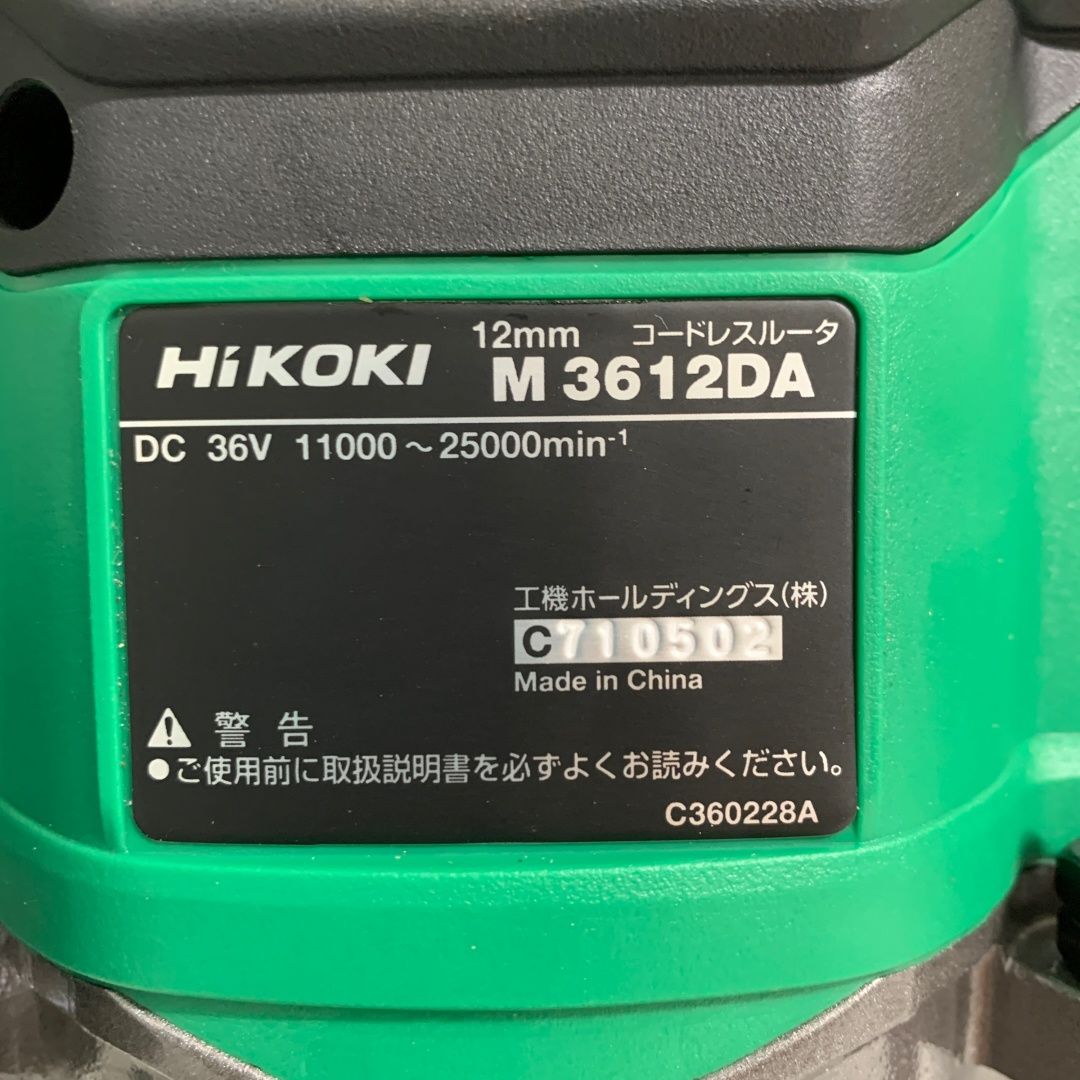 HiKOKI
12mm コードレスルータ
M 3612DA
DC 36V 11000～25000min-1
工機ホールディングス(株)
C710502
Made in China
警告
●ご使用前に取扱説明書を必ずよくお読みください。
C360228A